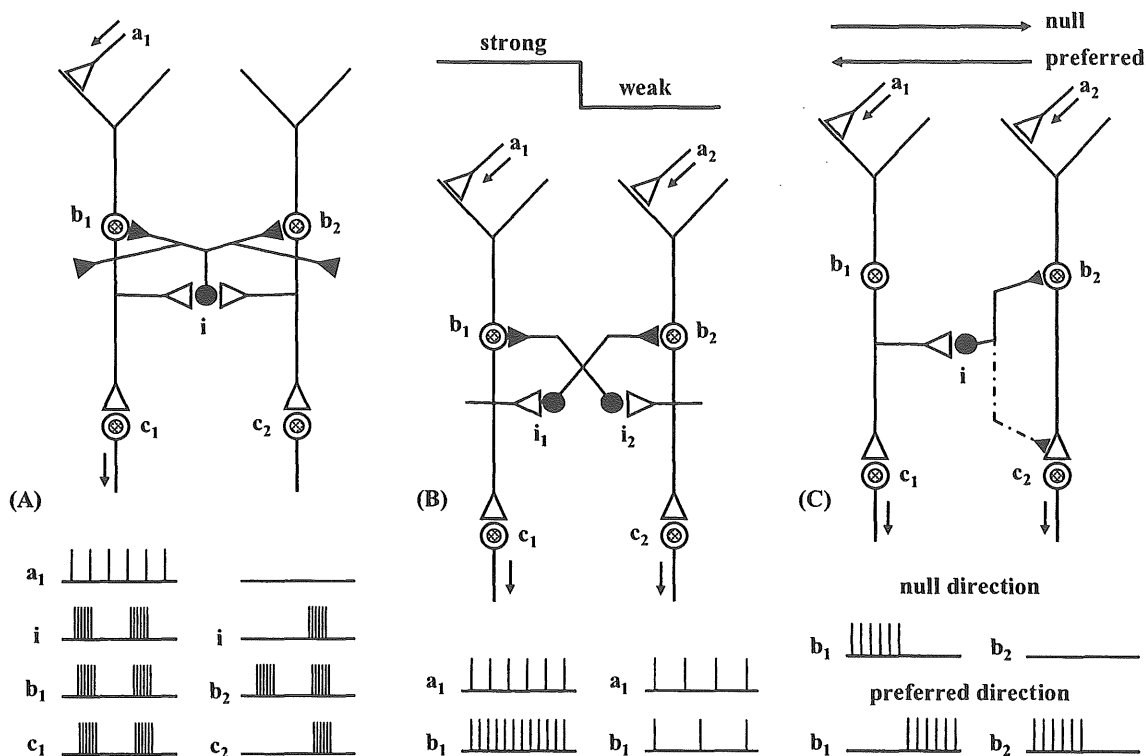 a1
b1 b2
i
c1 c2
(A)
a1
i i
b1 b2
c1 c2
strong
weak
a1 a2
b1 b2
i1 i2
c1 c2
(B)
a1 a1
b1 b1
null
preferred
a1 a2
b1 b2
i
c1 c2
(C)
null direction
b1 b2
preferred direction
b1 b2